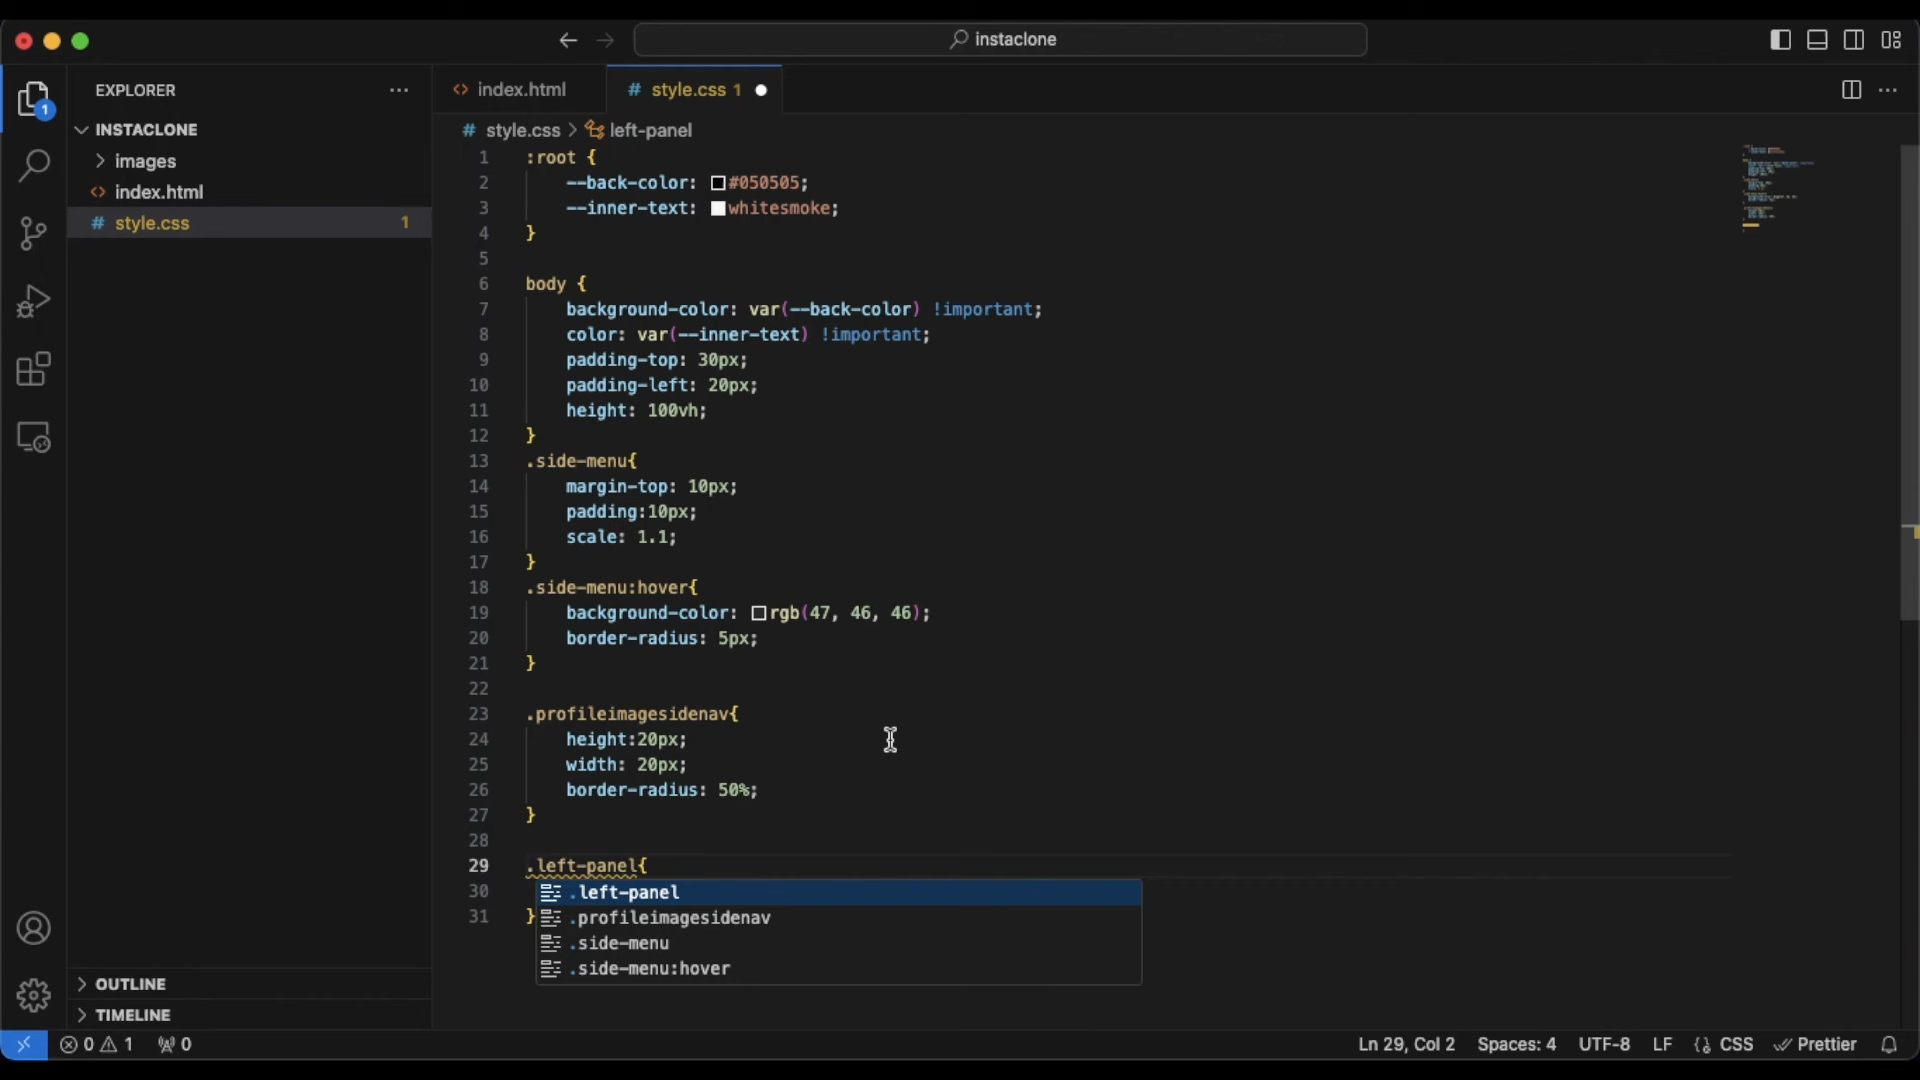 instaclone
EXPLORER
INSTACLONE
images
index.html
style.css 1
OUTLINE
TIMELINE
1
index.html
style.css 1
style.css > left-panel
1 :root {
2 --back-color: #050505;
3 --inner-text: whitesmoke;
4 }
5
6 body {
7 background-color: var(--back-color) !important;
8 color: var(--inner-text) !important;
9 padding-top: 30px;
10 padding-left: 20px;
11 height: 100vh;
12 }
13 .side-menu{
14 margin-top: 10px;
15 padding:10px;
16 scale: 1.1;
17 }
18 .side-menu:hover{
19 background-color: rgb(47, 46, 46);
20 border-radius: 5px;
21 }
22
23 .profileimagesidenav{
24 height:20px;
25 width: 20px;
26 border-radius: 50%;
27 }
28
29 .left-panel{
30
31 }
.left-panel
.profileimagesidenav
.side-menu
.side-menu:hover
0 1 0 Ln 29, Col 2 Spaces: 4 UTF-8 LF {} CSS Prettier